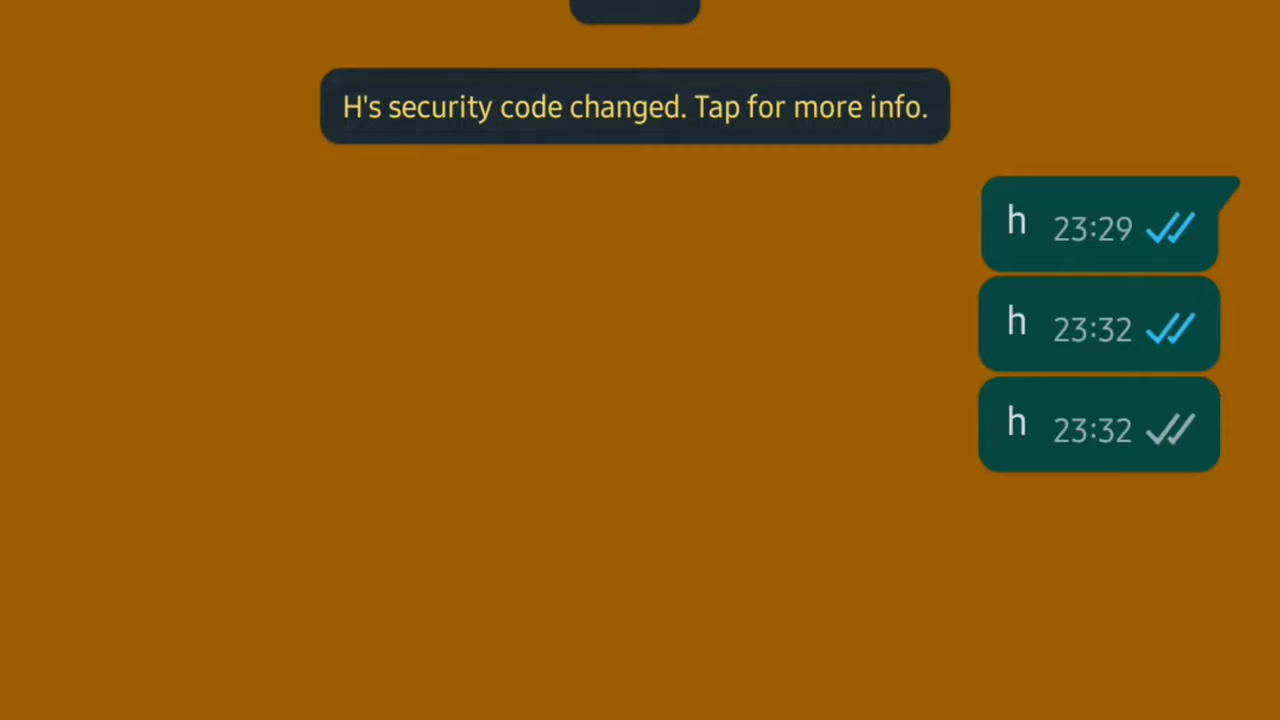 H's security code changed. Tap for more info.
h 23:29
h 23:32
h 23:32